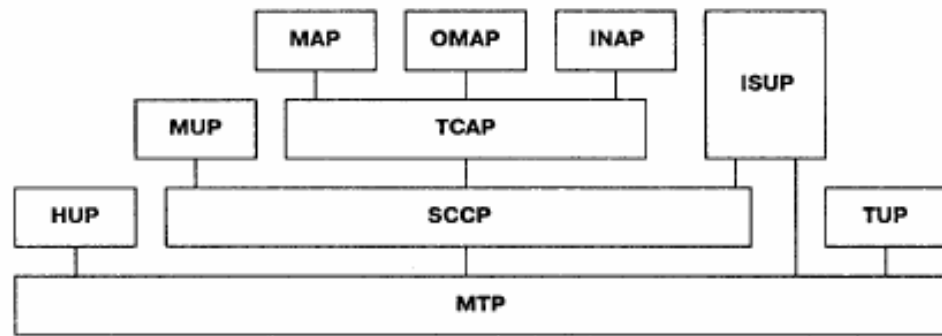 MAP OMAP INAP
ISUP
MUP TCAP
HUP SCCP TUP
MTP